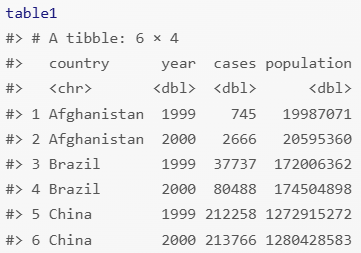 table1
#> # A tibble: 6 × 4
#>   country      year  cases population
#>   <chr>       <dbl>  <dbl>      <dbl>
#> 1 Afghanistan  1999    745   19987071
#> 2 Afghanistan  2000   2666   20595360
#> 3 Brazil       1999  37737  172006362
#> 4 Brazil       2000  80488  174504898
#> 5 China        1999 212258 1272915272
#> 6 China        2000 213766 1280428583